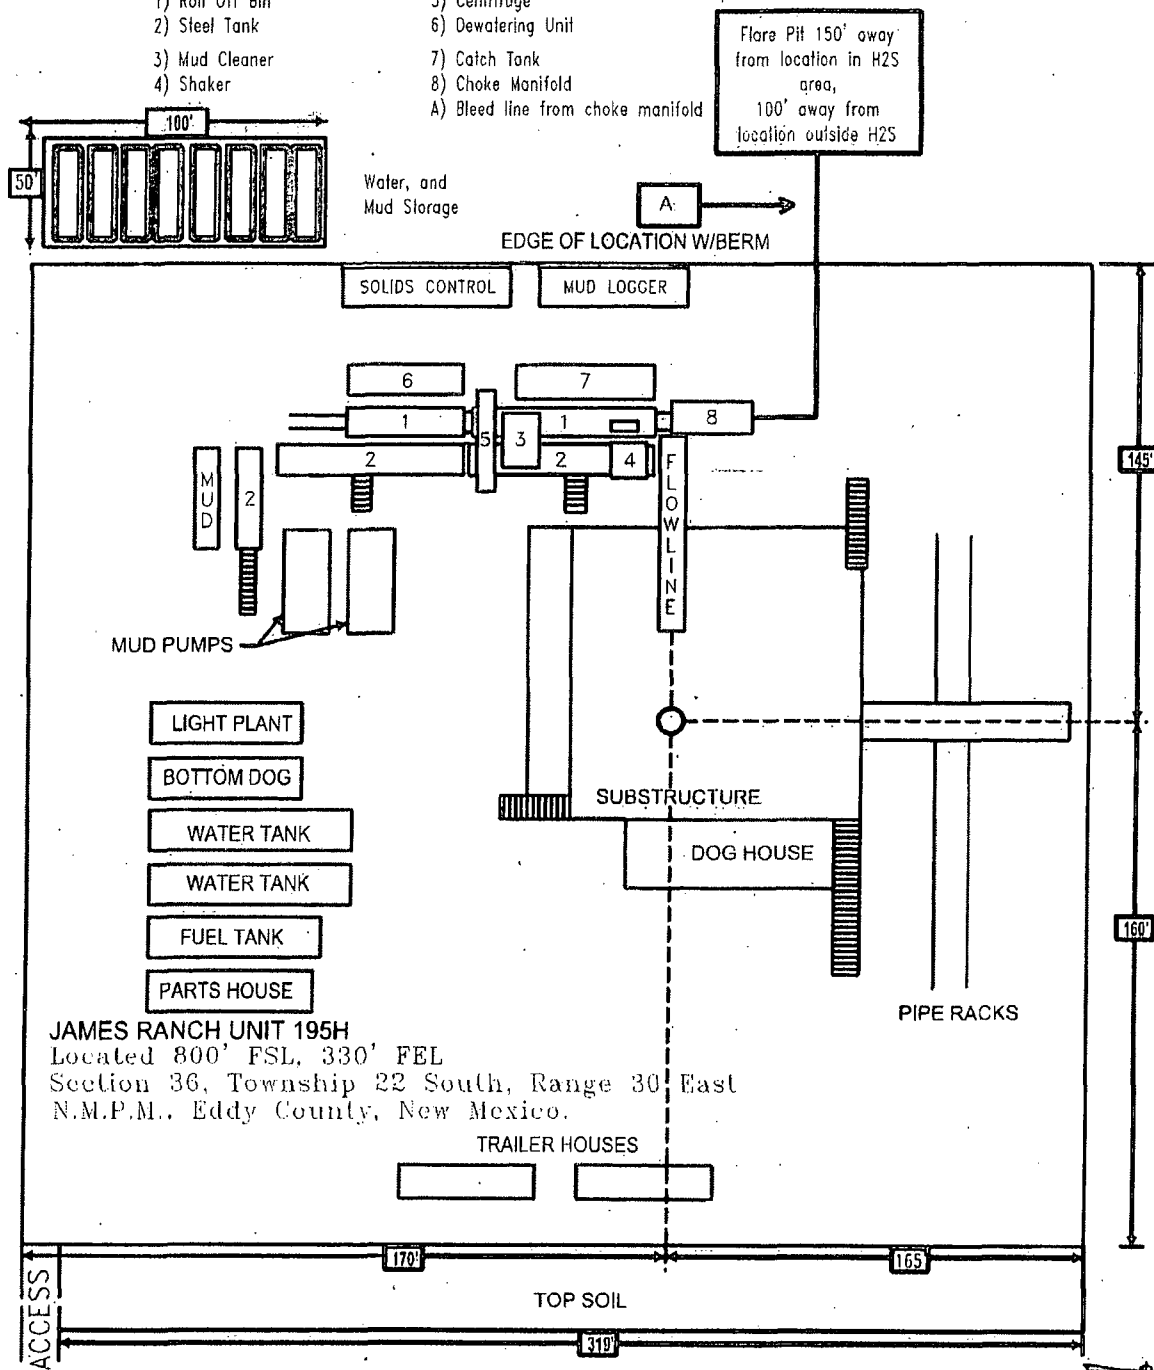 1) Roll Off Bin
2) Steel Tank
3) Mud Cleaner
4) Shaker
5) Centrifuge
6) Dewatering Unit
7) Catch Tank
8) Choke Manifold
A) Bleed line from choke manifold
Flare Pit 150' away
from location in H2S
area,
100' away from
location outside H2S
100'
50'
Water, and
Mud Storage
A
EDGE OF LOCATION W/BERM
SOLIDS CONTROL
MUD LOGGER
6
7
1
5
3
1
8
2
2
4
MUD
2
FLOWLINE
145'
MUD PUMPS
LIGHT PLANT
BOTTOM DOG
WATER TANK
WATER TANK
FUEL TANK
PARTS HOUSE
SUBSTRUCTURE
DOG HOUSE
160'
PIPE RACKS
JAMES RANCH UNIT 195H
Located 800' FSL, 330' FEL
Section 36, Township 22 South, Range 30 East
N.M.P.M., Eddy County, New Mexico.
TRAILER HOUSES
170'
165
ACCESS
TOP SOIL
319'